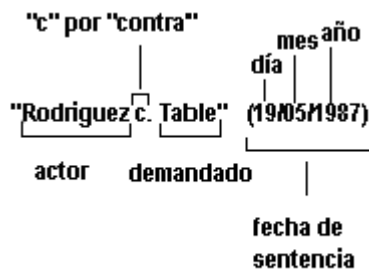 "c" por "contra"
mes año
día
"Rodriguez c. Table" (19/05/1987)
actor demandado
fecha de
sentencia